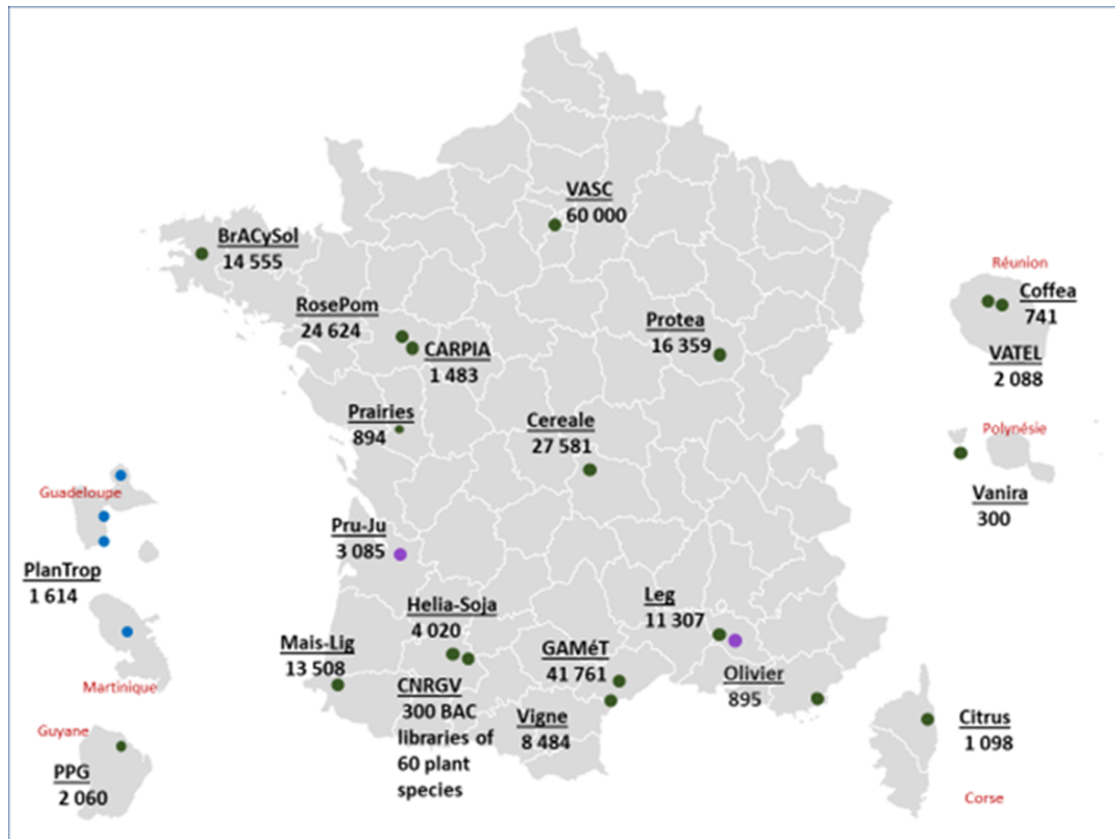 VASC
60 000
BrACySol
14 555
RosePom
24 624
CARPIA
1 483
Protea
16 359
Réunion
Coffea
741
VATEL
2 088
Prairies
894
Cereale
27 581
Polynésie
Vanira
300
Guadeloupe
Pru-Ju
3 085
PlanTrop
1 614
Helia-Soja
4 020
Leg
11 307
Mais-Lig
13 508
GAMéT
41 761
Martinique
CNRGV
300 BAC
libraries of
60 plant
species
Olivier
895
Vigne
8 484
Guyane
PPG
2 060
Citrus
1 098
Corse